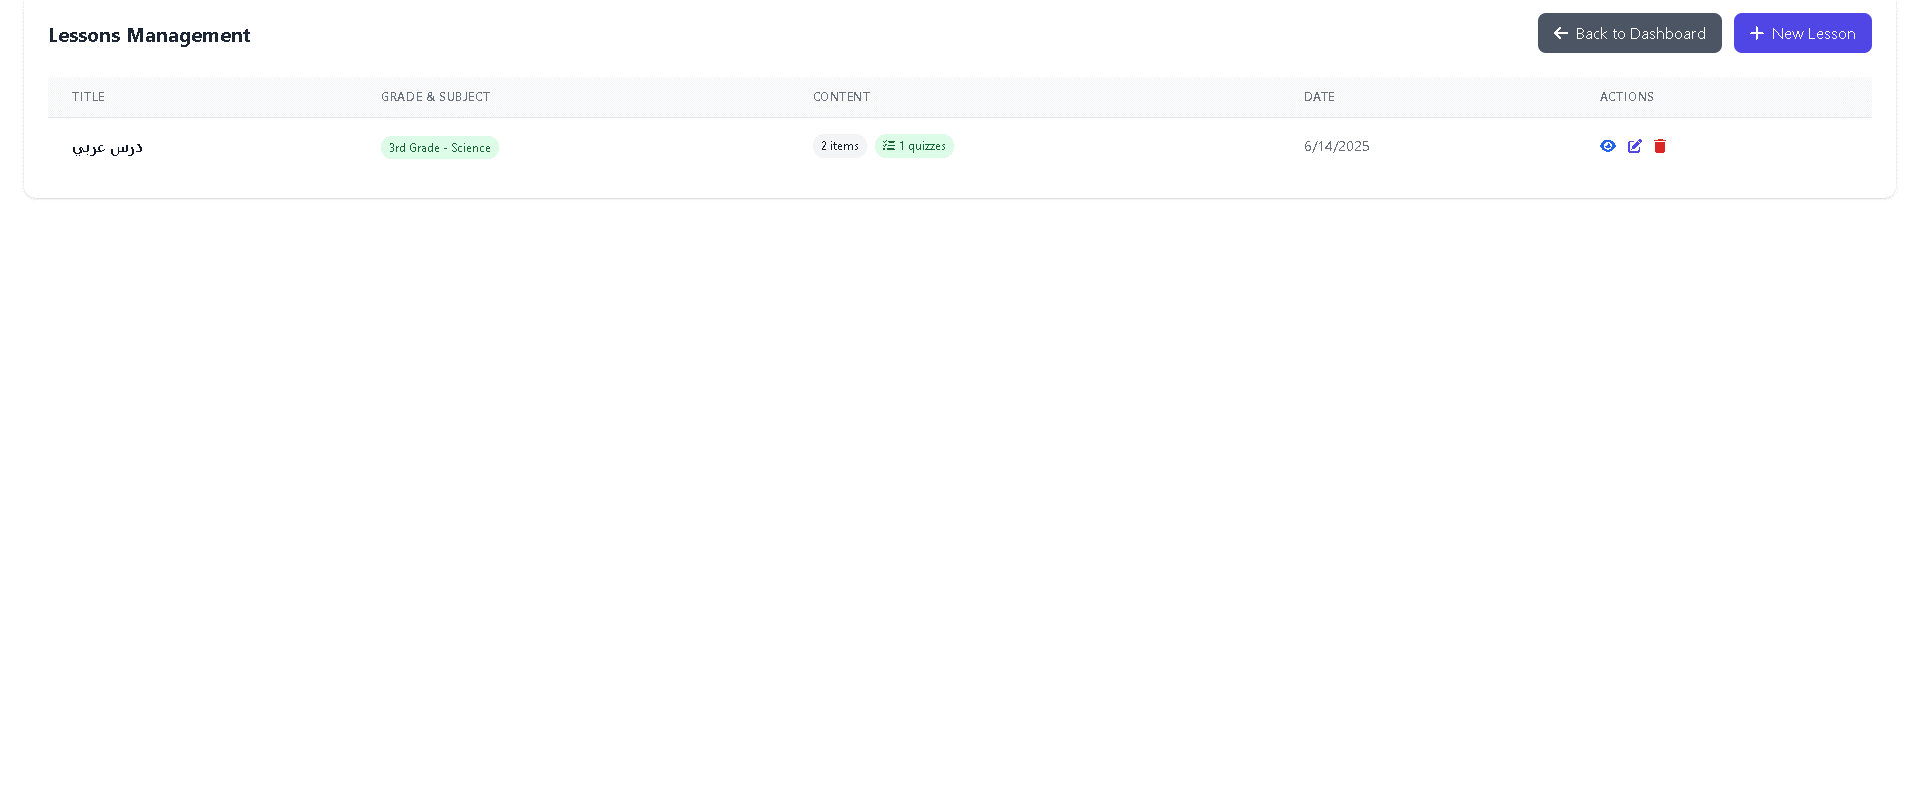 Lessons Management
Back to Dashboard
New Lesson
TITLE GRADE & SUBJECT CONTENT DATE ACTIONS
درس عربي 3rd Grade - Science 2 items 1 quizzes 6/14/2025